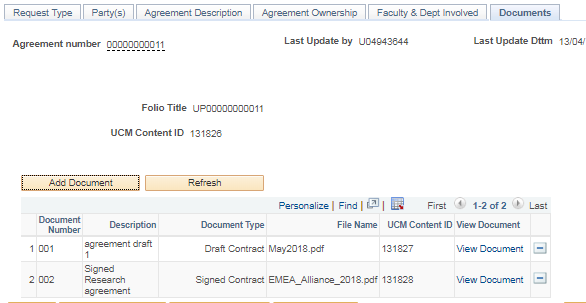 Request Type Party(s) Agreement Description Agreement Ownership Faculty & Dept Involved Documents
Agreement number 00000000011 Last Update by U04943644 Last Update Dttm 13/04/
Folio Title UP00000000011
UCM Content ID 131826
Add Document Refresh
Personalize | Find | | First 1-2 of 2 Last
Document Number Description Document Type File Name UCM Content ID View Document
1 001 agreement draft 1 Draft Contract May2018.pdf 131827 View Document
2 002 Signed Research agreement Signed Contract EMEA_Alliance_2018.pdf 131828 View Document